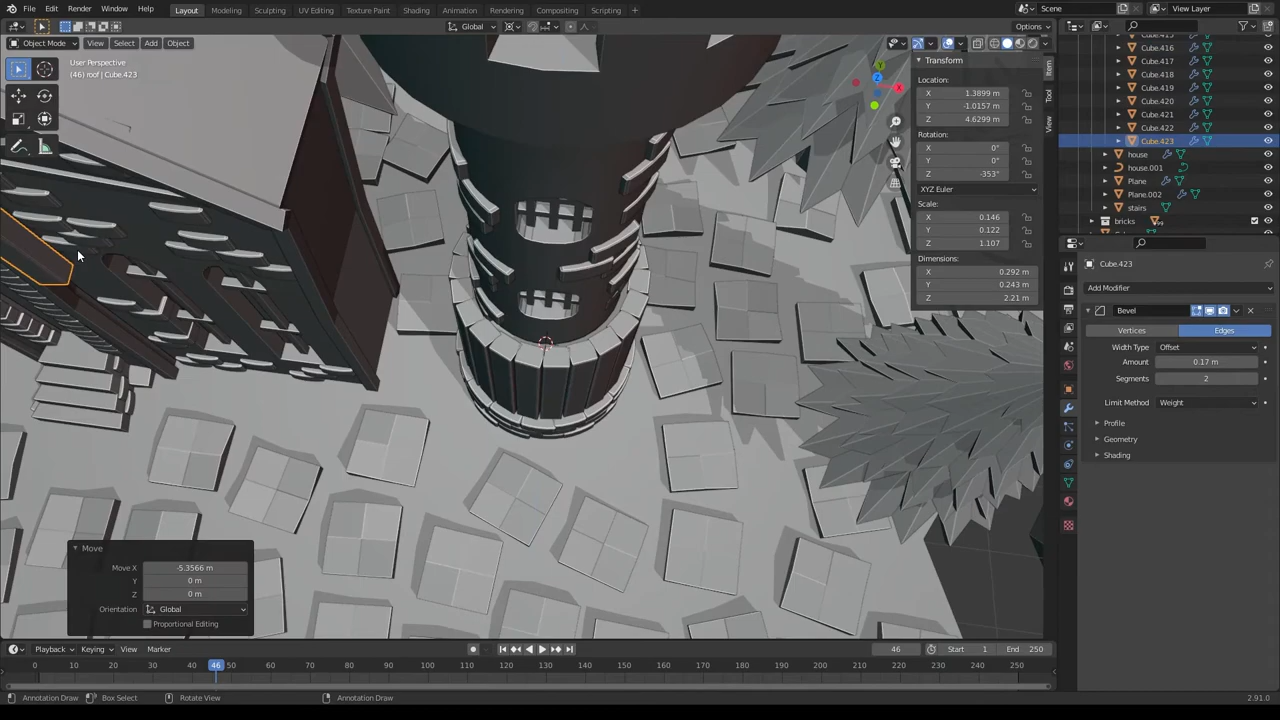 File Edit Render Window Help Layout Modeling Sculpting UV Editing Texture Paint Shading Animation Rendering Compositing Scripting + Scene View Layer
Global Options
Object Mode View Select Add Object
User Perspective
(46) roof | Cube.423
Y
Z
X
Transform
Location:
X 1.3899 m
Y -1.0157 m
Z 4.6299 m
Rotation:
X 0°
Y 0°
Z -353°
XYZ Euler
Scale:
X 0.146
Y 0.122
Z 1.107
Dimensions:
X 0.292 m
Y 0.243 m
Z 2.21 m
Item
Tool
View
Cube.416
Cube.417
Cube.418
Cube.419
Cube.420
Cube.421
Cube.422
Cube.423
house
house.001
Plane
Plane.002
stairs
bricks
Cube.423
Add Modifier
Bevel
Vertices Edges
Width Type Offset
Amount 0.17 m
Segments 2
Limit Method Weight
Profile
Geometry
Shading
Move
Move X -5.3566 m
Y 0 m
Z 0 m
Orientation Global
Proportional Editing
Playback Keying View Marker 46 Start 1 End 250
0 10 20 30 40 46 50 60 70 80 90 100 110 120 130 140 150 160 170 180 190 200 210 220 230 240 250
Annotation Draw Box Select Rotate View Annotation Draw 2.91.0